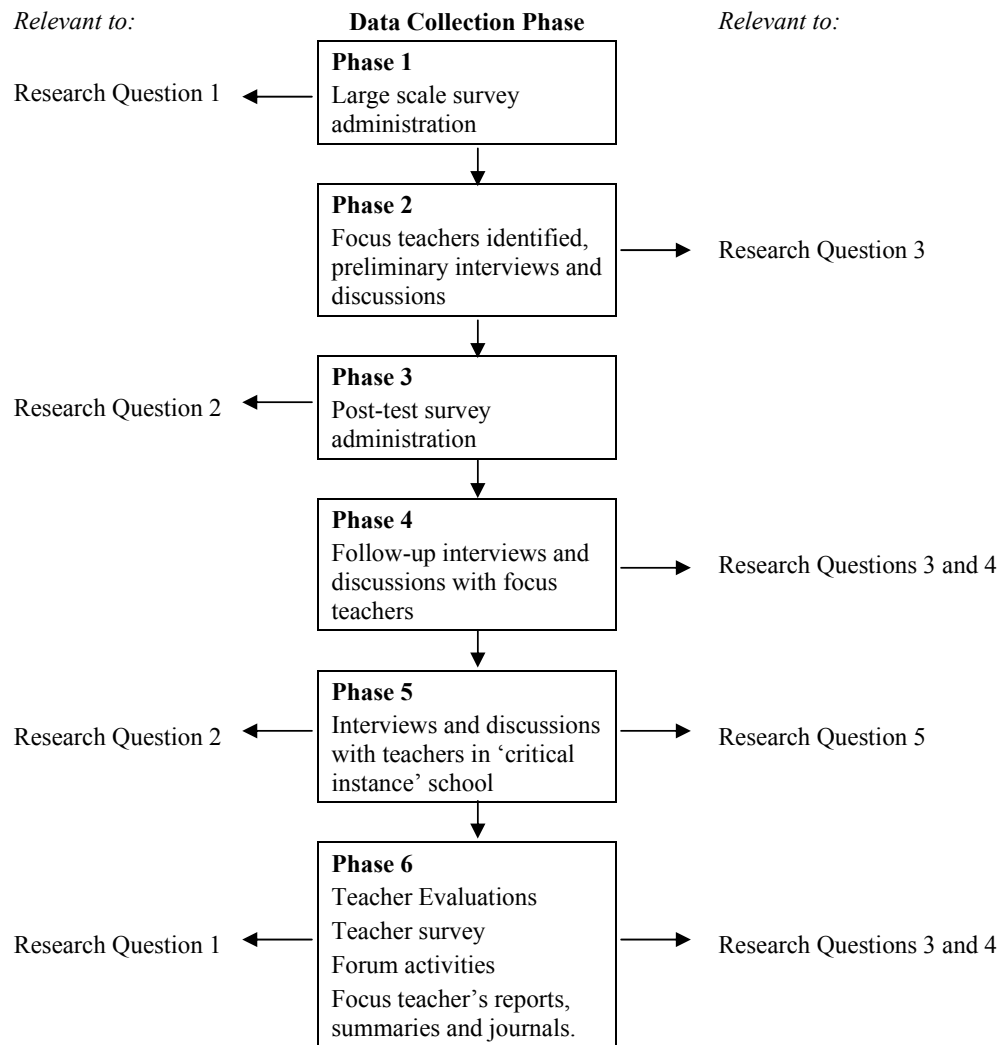 Relevant to:
Data Collection Phase
Relevant to:
Phase 1
Large scale survey
administration
Research Question 1
Phase 2
Focus teachers identified,
preliminary interviews and
discussions
Research Question 3
Phase 3
Post-test survey
administration
Research Question 2
Phase 4
Follow-up interviews and
discussions with focus
teachers
Research Questions 3 and 4
Phase 5
Interviews and discussions
with teachers in ‘critical
instance’ school
Research Question 2
Research Question 5
Phase 6
Teacher Evaluations
Teacher survey
Forum activities
Focus teacher’s reports,
summaries and journals.
Research Question 1
Research Questions 3 and 4